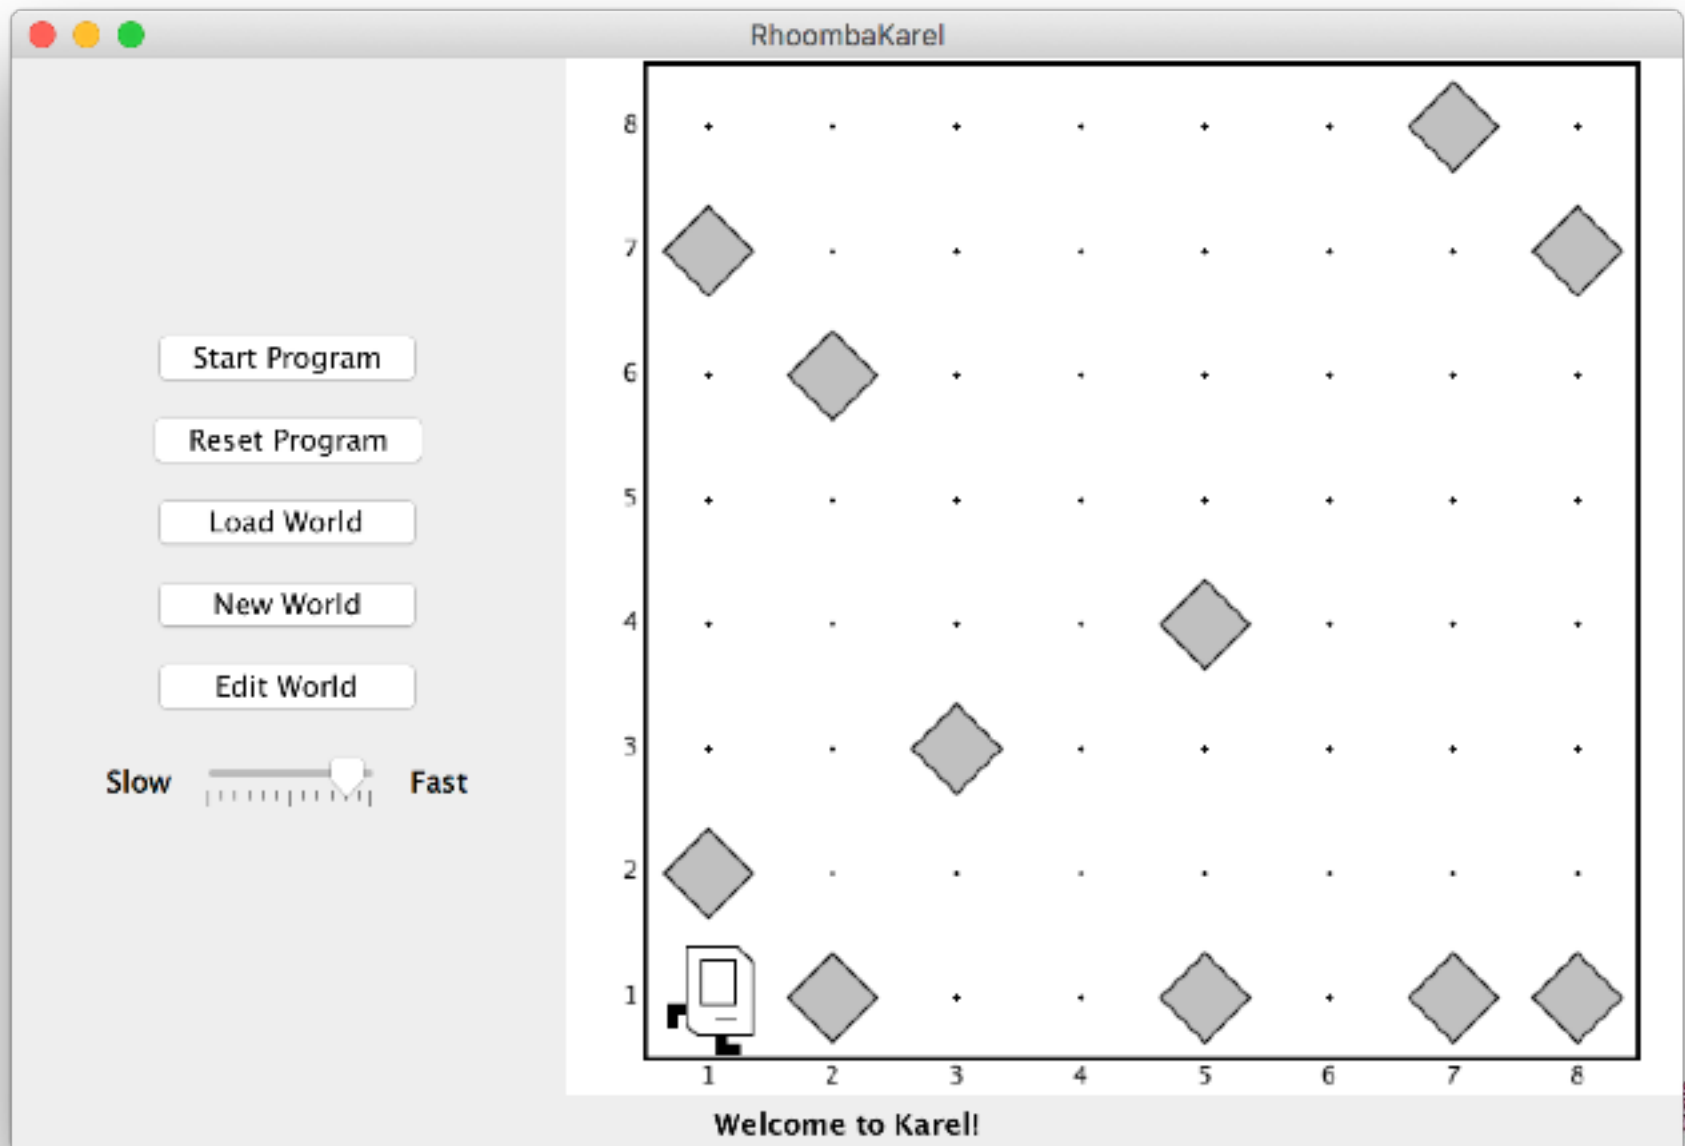 RhoombaKarel
Start Program
Reset Program
Load World
New World
Edit World
Slow Fast
8
7
6
5
4
3
2
1
1 2 3 4 5 6 7 8
Welcome to Karel!